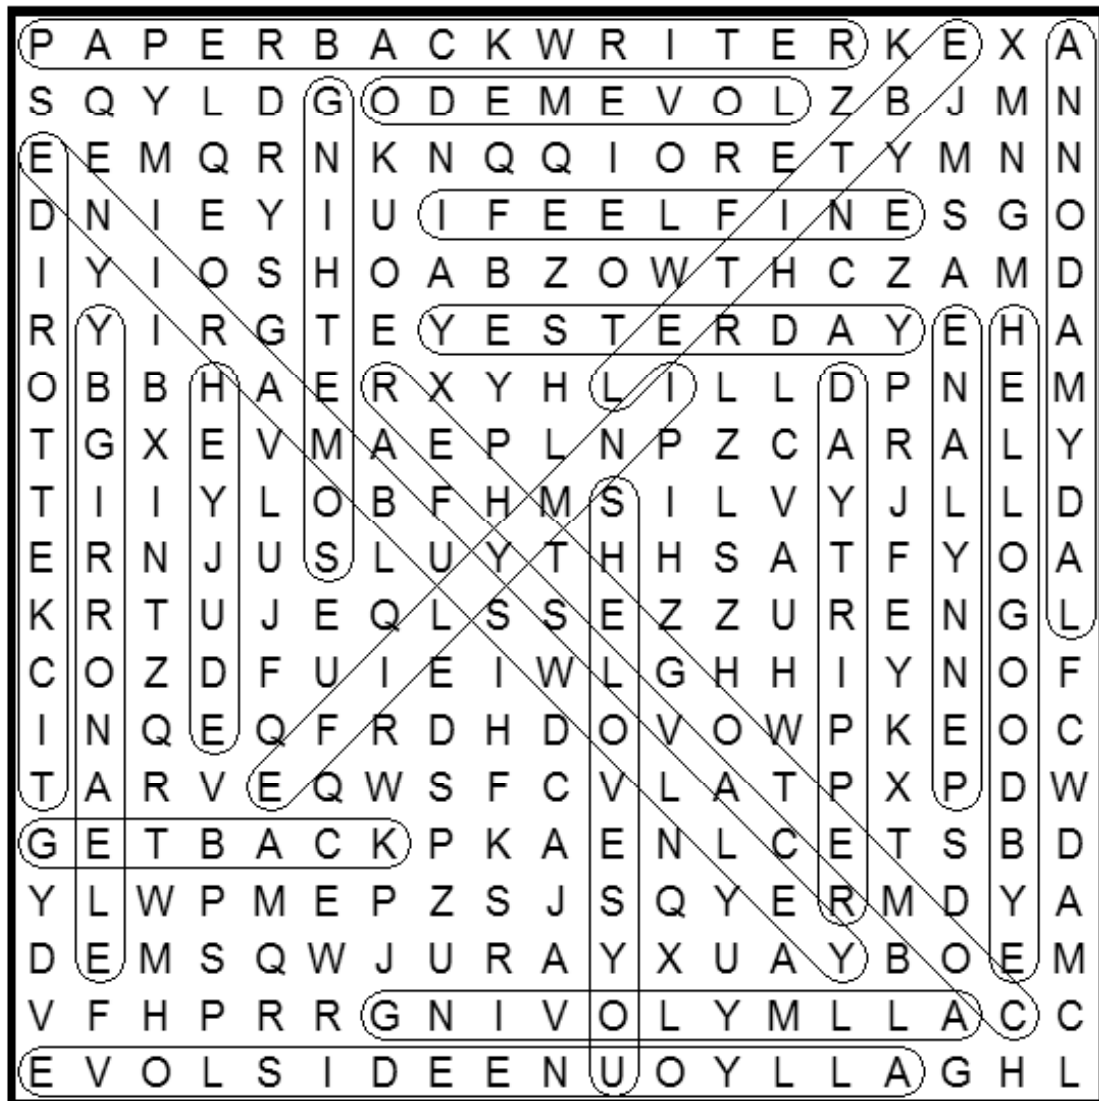 P A P E R B A C K W R I T E R K E X A
S Q Y L D G O D E M E V O L Z B J M N
E E M Q R N K N Q Q I O R E T Y M N N
D N I E Y I U I F E E L F I N E S G O
I Y I O S H O A B Z O W T H C Z A M D
R Y I R G T E Y E S T E R D A Y E H A
O B B H A E R X Y H L I L L D P N E M
T G X E V M A E P L N P Z C A R A L Y
T I I Y L O B F H M S I L V Y J L L D
E R N J U S L U Y T H H S A T F Y O A
K R T U J E Q L S S E Z Z U R E N G L
C O Z D F U I E I W L G H H I Y N O F
I N Q E Q F R D H D O V O W P K E O C
T A R V E Q W S F C V L A T P X P D W
G E T B A C K P K A E N L C E T S B D
Y L W P M E P Z S J S Q Y E R M D Y A
D E M S Q W J U R A Y X U A Y B O E M
V F H P R R G N I V O L Y M L L A C C
E V O L S I D E E N U O Y L L A G H L